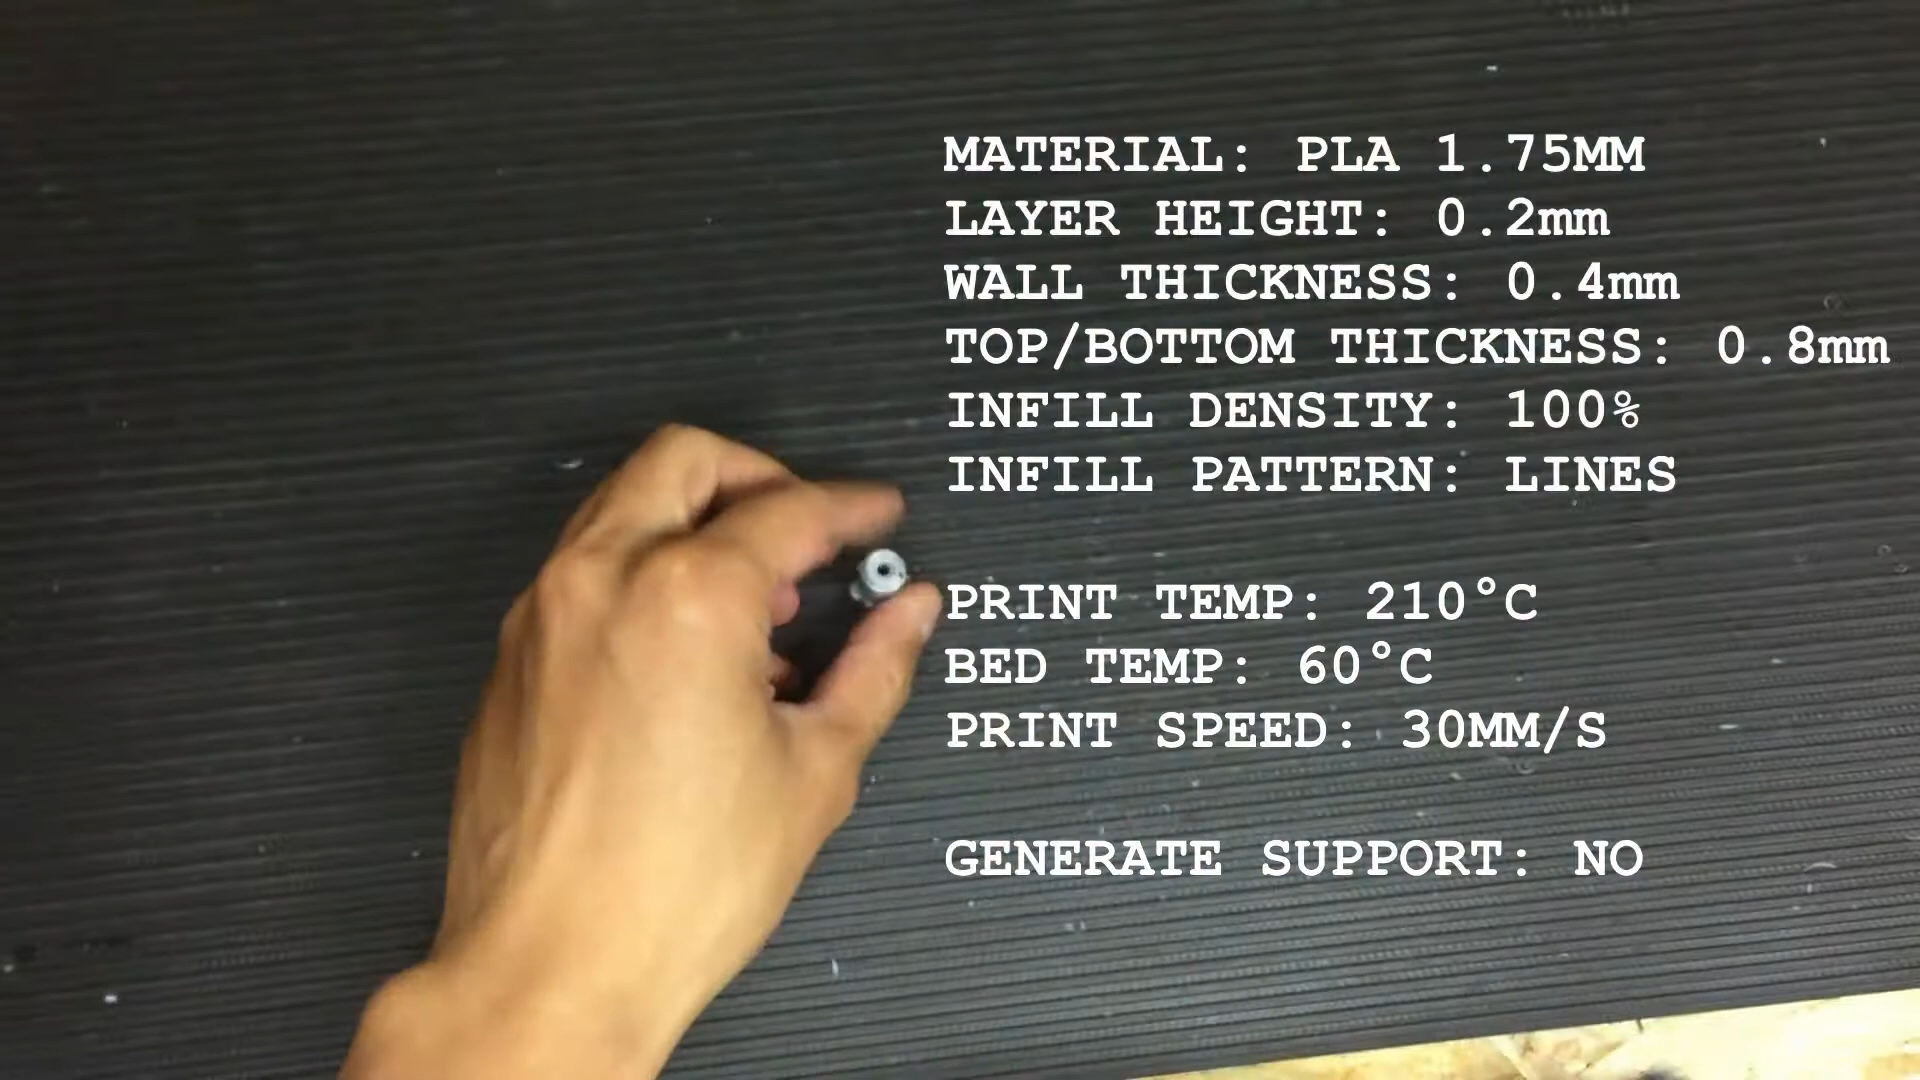 MATERIAL: PLA 1.75MM
LAYER HEIGHT: 0.2mm
WALL THICKNESS: 0.4mm
TOP/BOTTOM THICKNESS: 0.8mm
INFILL DENSITY: 100%
INFILL PATTERN: LINES
PRINT TEMP: 210°C
BED TEMP: 60°C
PRINT SPEED: 30MM/S
GENERATE SUPPORT: NO